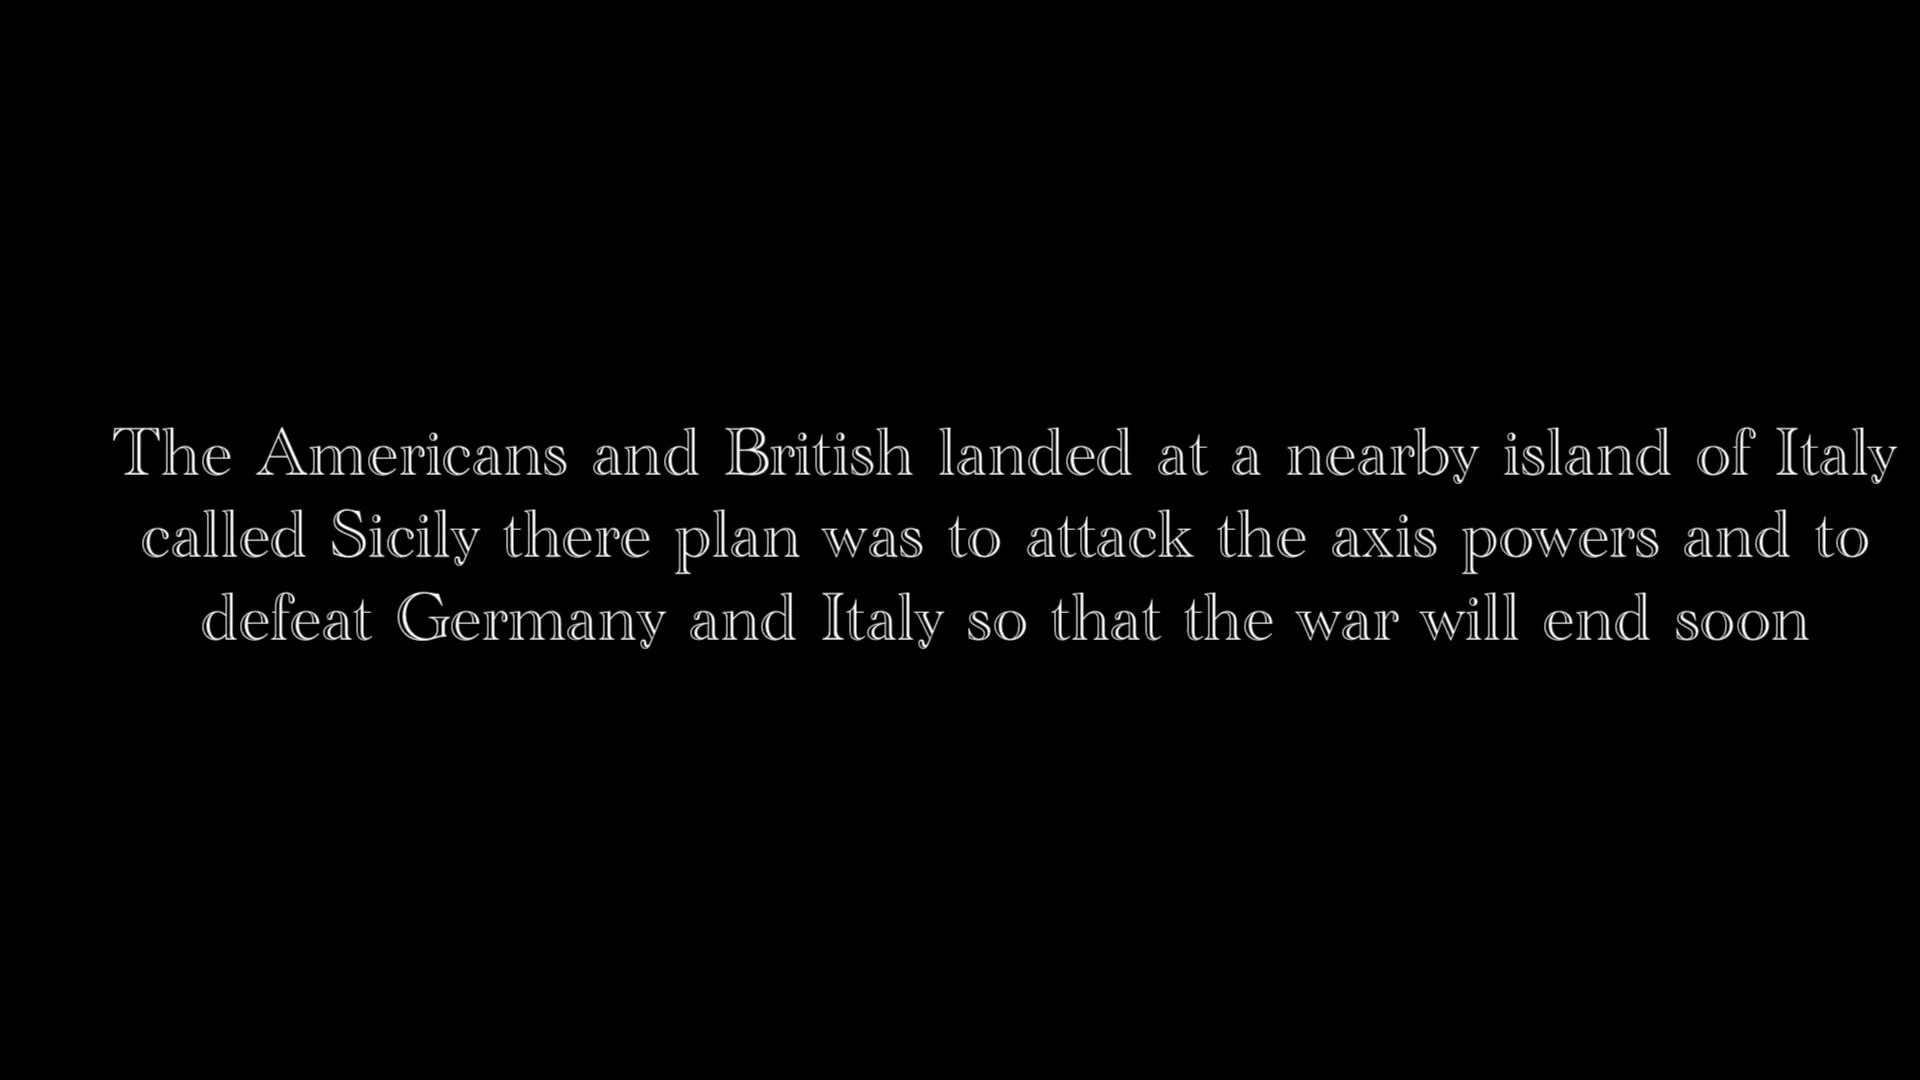 The Americans and British landed at a nearby island of Italy
called Sicily there plan was to attack the axis powers and to
defeat Germany and Italy so that the war will end soon